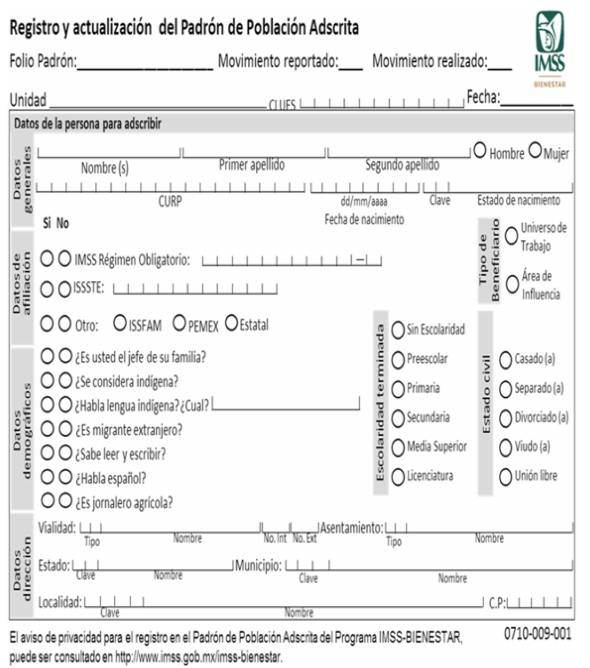 Registro y actualización del Padrón de Población Adscrita
Folio Padrón: Movimiento reportado: Movimiento realizado:
IMSS
BIENESTAR
Unidad CLUES Fecha:
Datos de la persona para adscribir
Datos generales
Nombre (s) Primer apellido Segundo apellido Hombre Mujer
CURP dd/mm/aaaa Clave Estado de nacimiento
Fecha de nacimiento
Si No
Datos de afiliación
IMSS Régimen Obligatorio: –
ISSSTE:
Otro: ISSFAM PEMEX Estatal
Tipo de Beneficiario
Universo de Trabajo
Área de Influencia
Datos demográficos
¿Es usted el jefe de su familia?
¿Se considera indígena?
¿Habla lengua indígena? ¿Cual?
¿Es migrante extranjero?
¿Sabe leer y escribir?
¿Habla español?
¿Es jornalero agrícola?
Escolaridad terminada
Sin Escolaridad
Preescolar
Primaria
Secundaria
Media Superior
Licenciatura
Estado civil
Casado (a)
Separado (a)
Divorciado (a)
Viudo (a)
Unión libre
Datos dirección
Vialidad: Asentamiento:
Tipo Nombre No. Int No. Ext Tipo Nombre
Estado: Municipio:
Clave Nombre Clave Nombre
Localidad: C.P:
Clave Nombre
El aviso de privacidad para el registro en el Padrón de Población Adscrita del Programa IMSS-BIENESTAR, 0710-009-001
puede ser consultado en http://www.imss.gob.mx/imss-bienestar.